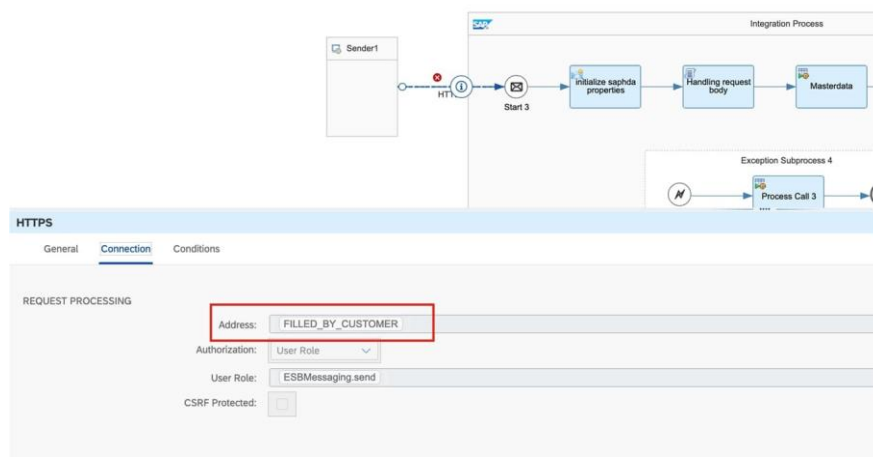 SAP
Integration Process
Sender1
HTT
Start 3
initialize saphda
properties
Handling request
body
Masterdata
Exception Subprocess 4
Process Call 3
HTTPS
General Connection Conditions
REQUEST PROCESSING
Address: FILLED_BY_CUSTOMER
Authorization: User Role
User Role: ESBMessaging.send
CSRF Protected: